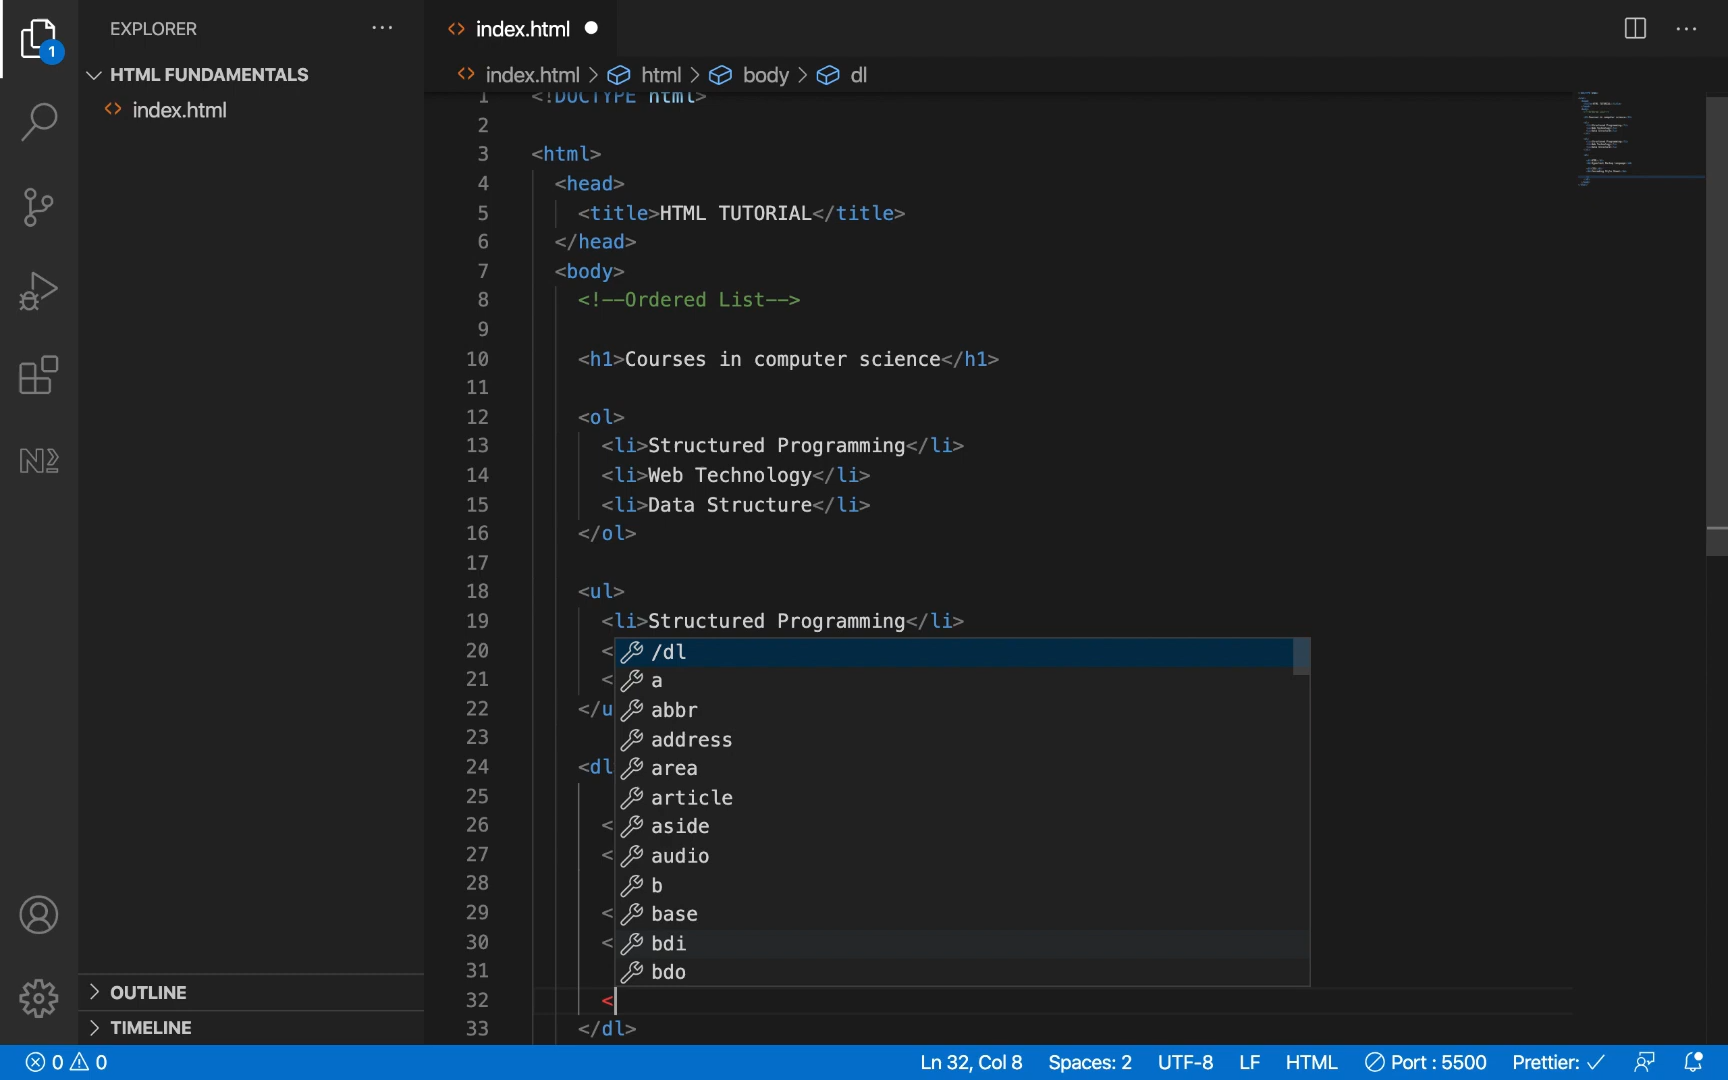 EXPLORER
1
HTML FUNDAMENTALS
index.html
OUTLINE
TIMELINE
index.html
index.html > html > body > dl
1 <!DOCTYPE html>
2
3 <html>
4 <head>
5 <title>HTML TUTORIAL</title>
6 </head>
7 <body>
8 <!--Ordered List-->
9
10 <h1>Courses in computer science</h1>
11
12 <ol>
13 <li>Structured Programming</li>
14 <li>Web Technology</li>
15 <li>Data Structure</li>
16 </ol>
17
18 <ul>
19 <li>Structured Programming</li>
20 <
21 <
22 </u
23
24 <dl
25
26 <
27 <
28
29 <
30 <
31
32 <
33 </dl>
/dl
a
abbr
address
area
article
aside
audio
b
base
bdi
bdo
0 0 Ln 32, Col 8 Spaces: 2 UTF-8 LF HTML Port : 5500 Prettier: ✓